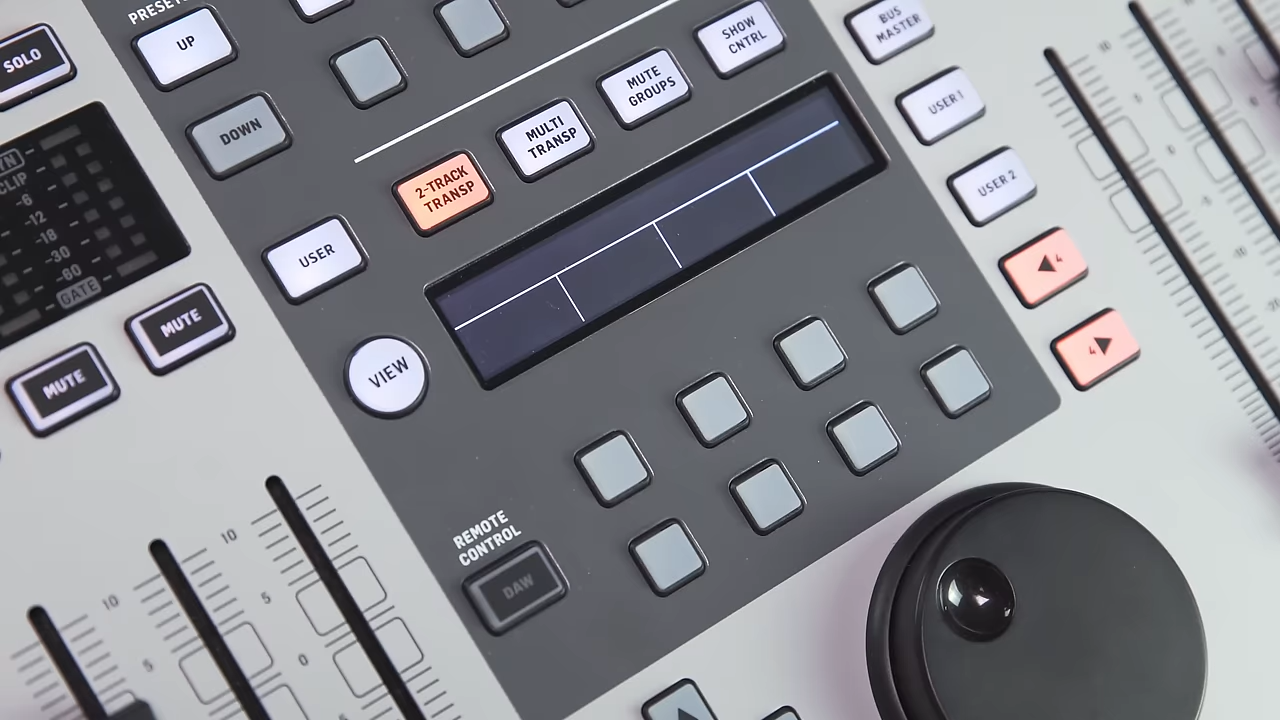 PRESET
SOLO
UP
DOWN
SHOW
CNTRL
MUTE
GROUPS
MULTI
TRANSP
2-TRACK
TRANSP
USER
VIEW
BUS
MASTER
USER 1
USER 2
◀ 4
4 ▶
CLIP
-6
-12
-18
-30
-60
GATE
MUTE
MUTE
REMOTE
CONTROL
DAW
10
10
5
5
0
10
5